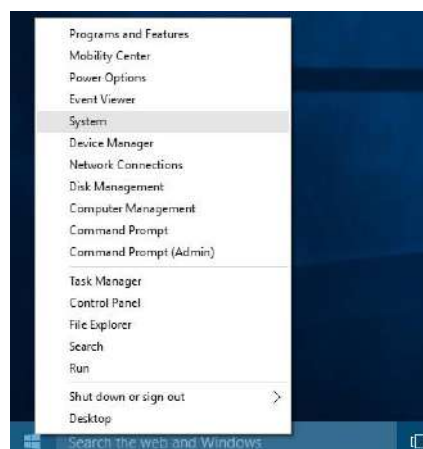 Programs and Features
Mobility Center
Power Options
Event Viewer
System
Device Manager
Network Connections
Disk Management
Computer Management
Command Prompt
Command Prompt (Admin)
Task Manager
Control Panel
File Explorer
Search
Run
Shut down or sign out
Desktop
Search the web and Windows